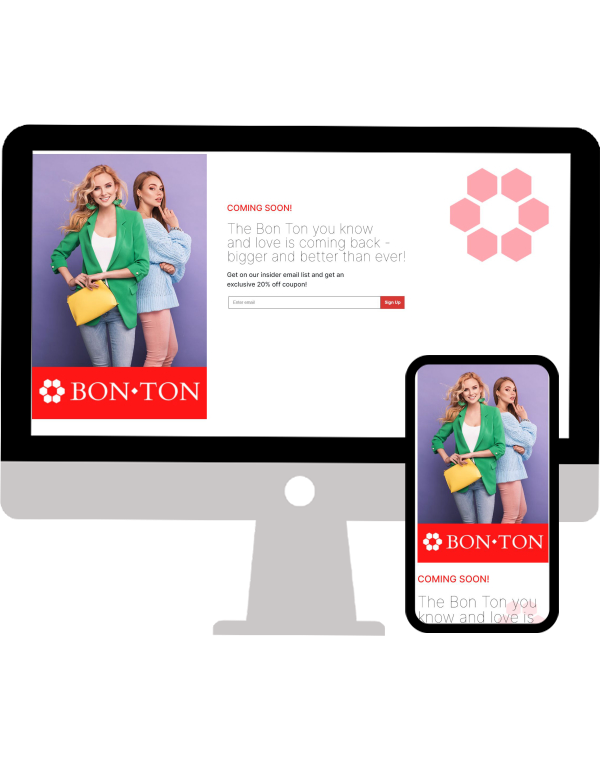 COMING SOON!
The Bon Ton you know
and love is coming back -
bigger and better than ever!
Get on our insider email list and get an
exclusive 20% off coupon!
Enter email
Sign Up
BON⬥TON
BON⬥TON
COMING SOON!
The Bon Ton you
know and love is